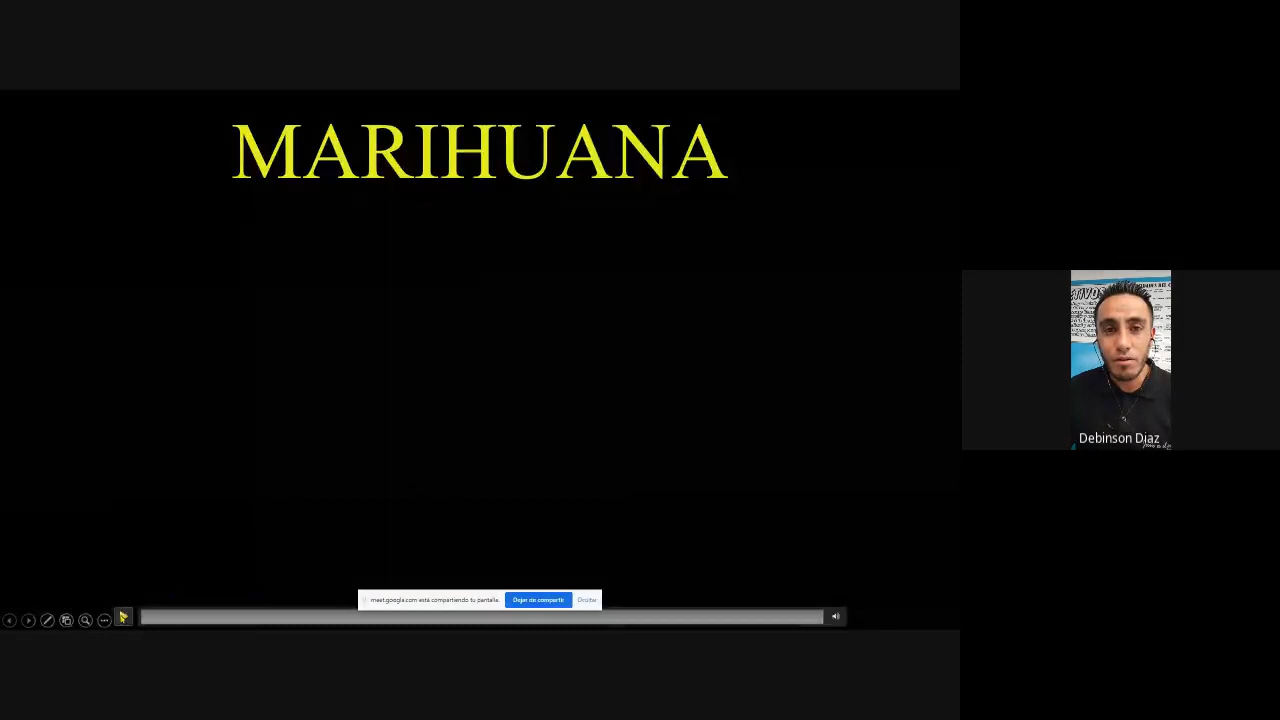 MARIHUANA
meet.google.com está compartiendo tu pantalla.
Dejar de compartir
Ocultar
Debinson Diaz